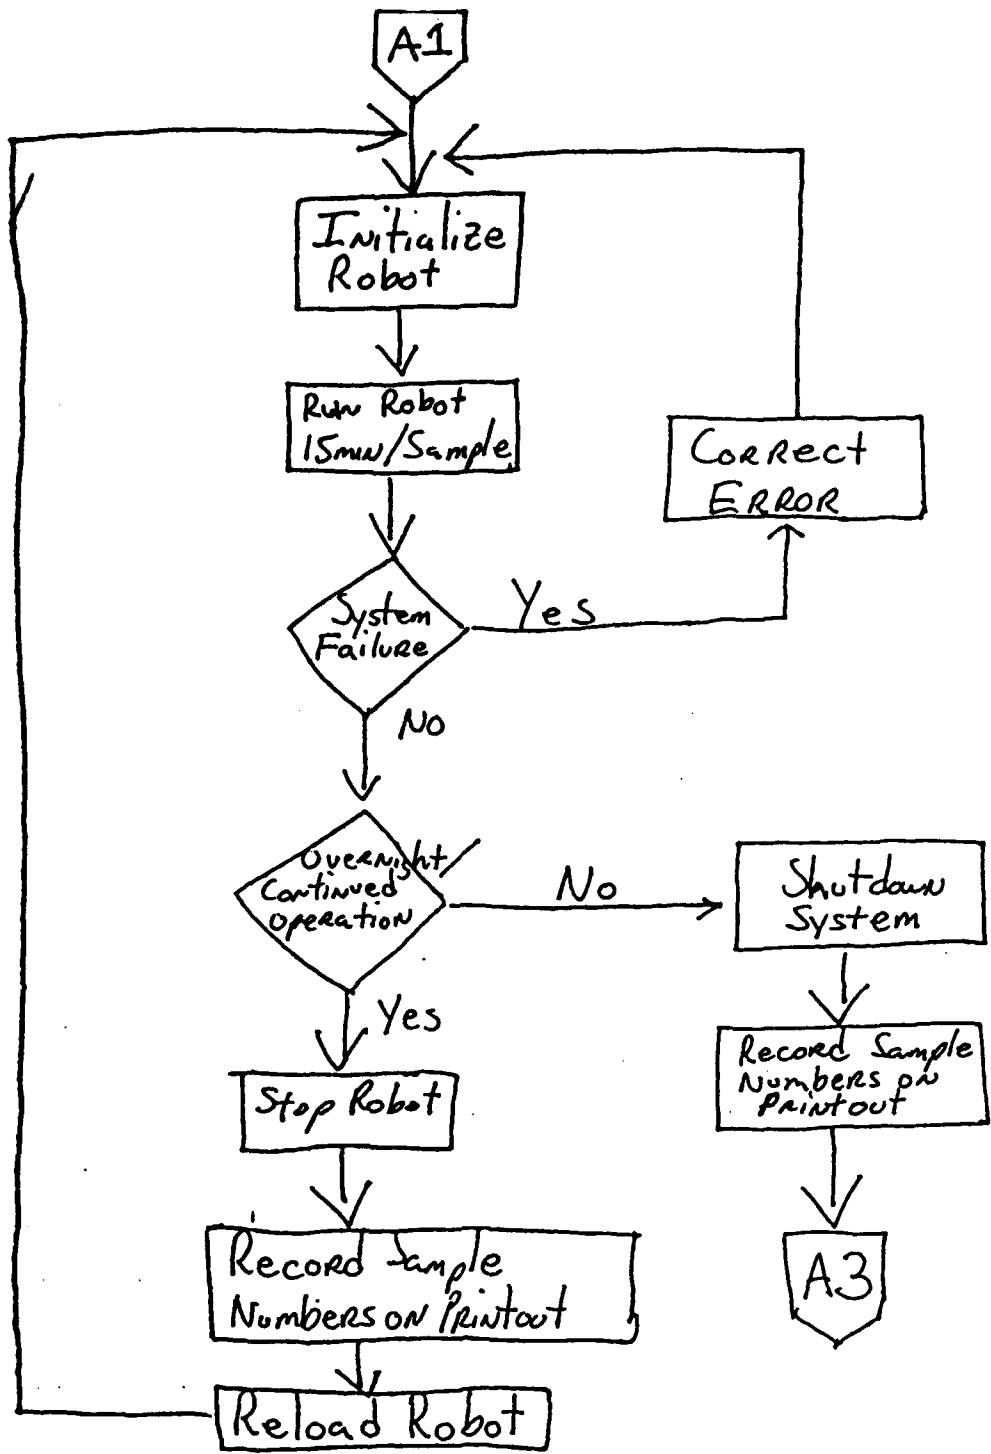 A1
Initialize
Robot
Run Robot
15min/Sample
Correct
Error
System
Failure
Yes
No
Overnight/
Continued
Operation
No
Shutdown
System
Yes
Record Sample
Numbers on
Printout
Stop Robot
Record Sample
Numbers on Printout
A3
Reload Robot